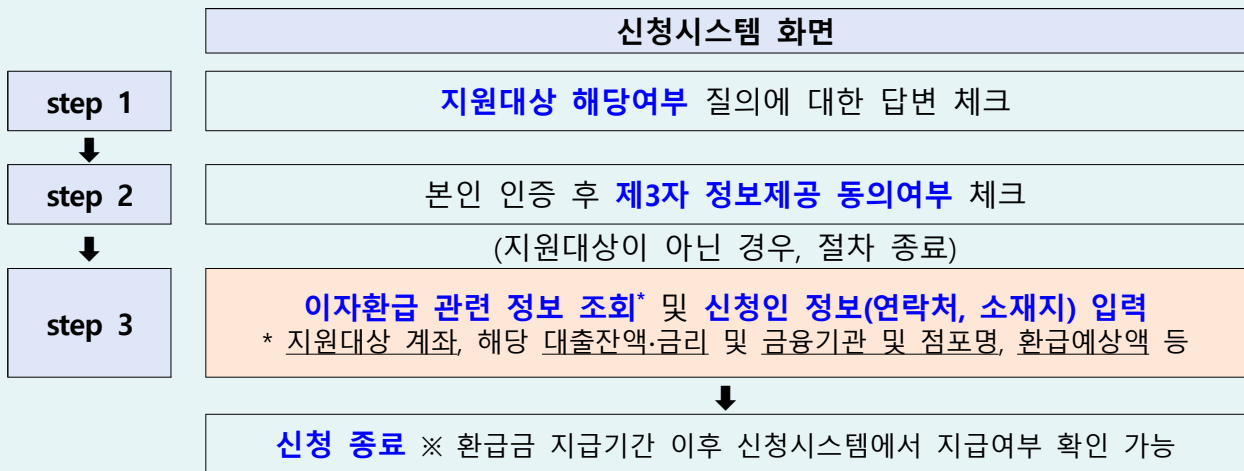 신청시스템 화면
step 1
지원대상 해당여부 질의에 대한 답변 체크
⬇
step 2
본인 인증 후 제3자 정보제공 동의여부 체크
⬇
(지원대상이 아닌 경우, 절차 종료)
step 3
이자환급 관련 정보 조회* 및 신청인 정보(연락처, 소재지) 입력
* 지원대상 계좌, 해당 대출잔액·금리 및 금융기관 및 점포명, 환급예상액 등
⬇
신청 종료 ※ 환급금 지급기간 이후 신청시스템에서 지급여부 확인 가능